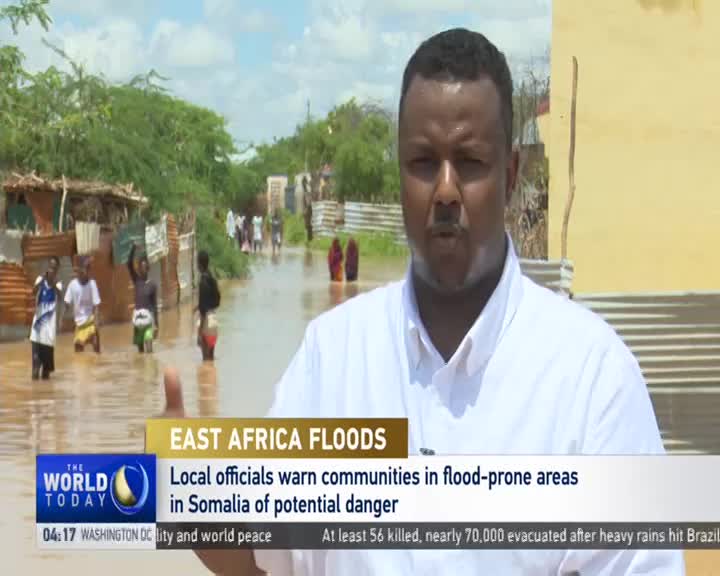 EAST AFRICA FLOODS
THE
WORLD
TODAY
Local officials warn communities in flood-prone areas
in Somalia of potential danger
04:17 WASHINGTON DC
ity and world peace At least 56 killed, nearly 70,000 evacuated after heavy rains hit Brazil